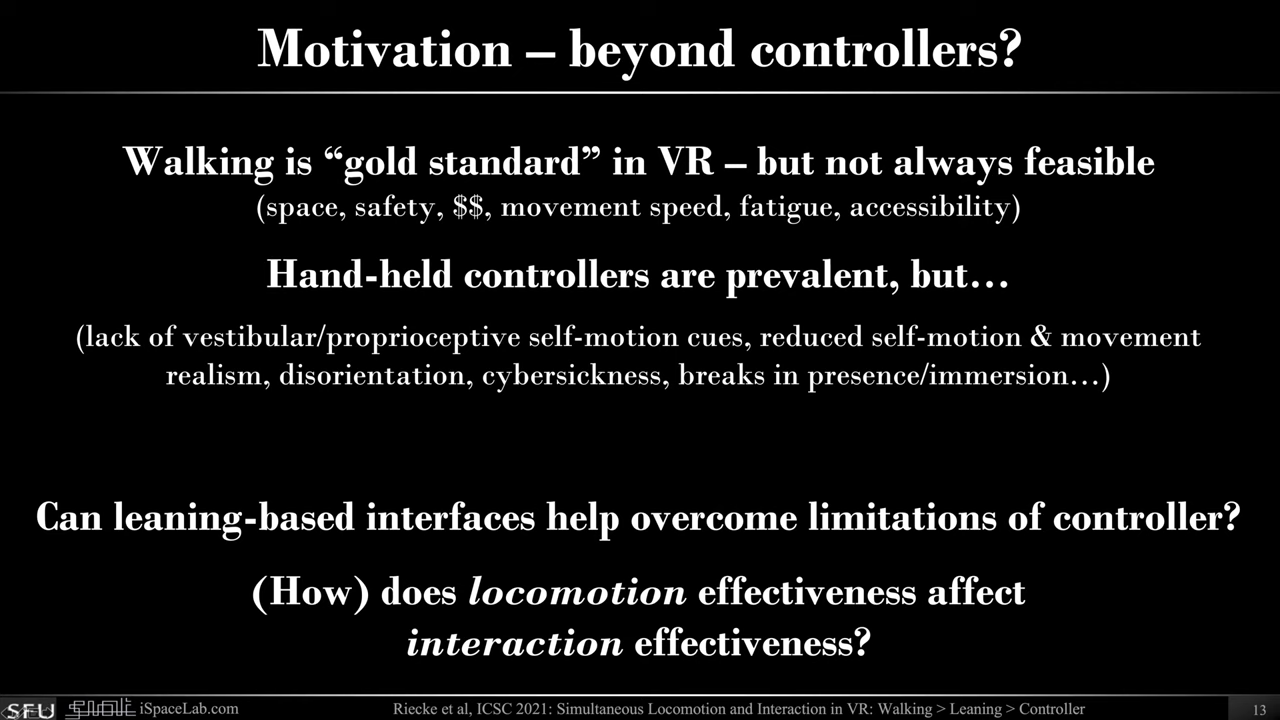 Motivation – beyond controllers?
Walking is “gold standard” in VR – but not always feasible
(space, safety, $$, movement speed, fatigue, accessibility)
Hand-held controllers are prevalent, but…
(lack of vestibular/proprioceptive self-motion cues, reduced self-motion & movement
realism, disorientation, cybersickness, breaks in presence/immersion…)
Can leaning-based interfaces help overcome limitations of controller?
(How) does locomotion effectiveness affect
interaction effectiveness?
SFU iSpaceLab.com Riecke et al, ICSC 2021: Simultaneous Locomotion and Interaction in VR: Walking > Leaning > Controller 13